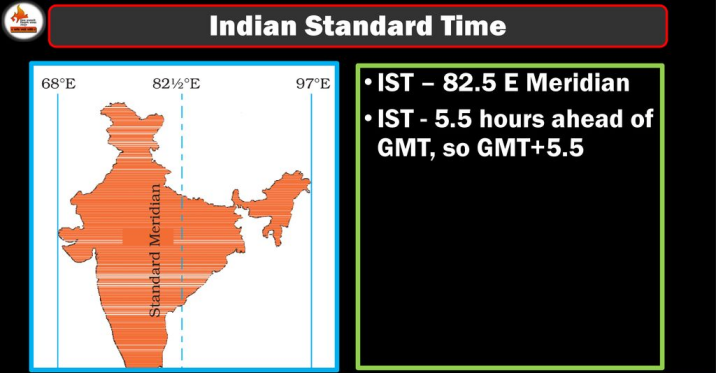 Indian Standard Time
68°E 82½°E 97°E
Standard Meridian
• IST – 82.5 E Meridian
• IST - 5.5 hours ahead of
GMT, so GMT+5.5